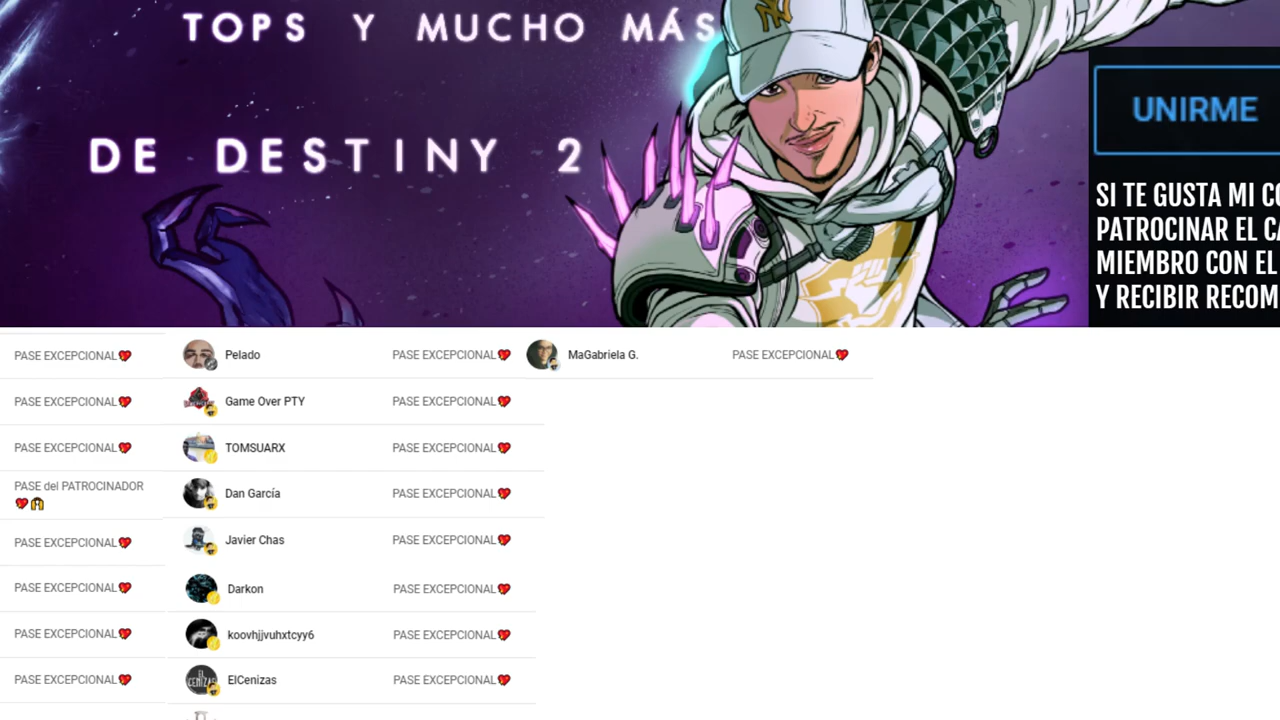 TOPS Y MUCHO MÁS
DE DESTINY 2
UNIRME
SI TE GUSTA MI
PATROCINAR EL
MIEMBRO CON EL
Y RECIBIR
PASE EXCEPCIONAL
PASE EXCEPCIONAL
PASE EXCEPCIONAL
PASE del PATROCINADOR
PASE EXCEPCIONAL
PASE EXCEPCIONAL
PASE EXCEPCIONAL
PASE EXCEPCIONAL
Pelado PASE EXCEPCIONAL
Game Over PTY PASE EXCEPCIONAL
TOMSUARX PASE EXCEPCIONAL
Dan García PASE EXCEPCIONAL
Javier Chas PASE EXCEPCIONAL
Darkon PASE EXCEPCIONAL
koovhjjvuhxtcyy6 PASE EXCEPCIONAL
ElCenizas PASE EXCEPCIONAL
MaGabriela G. PASE EXCEPCIONAL